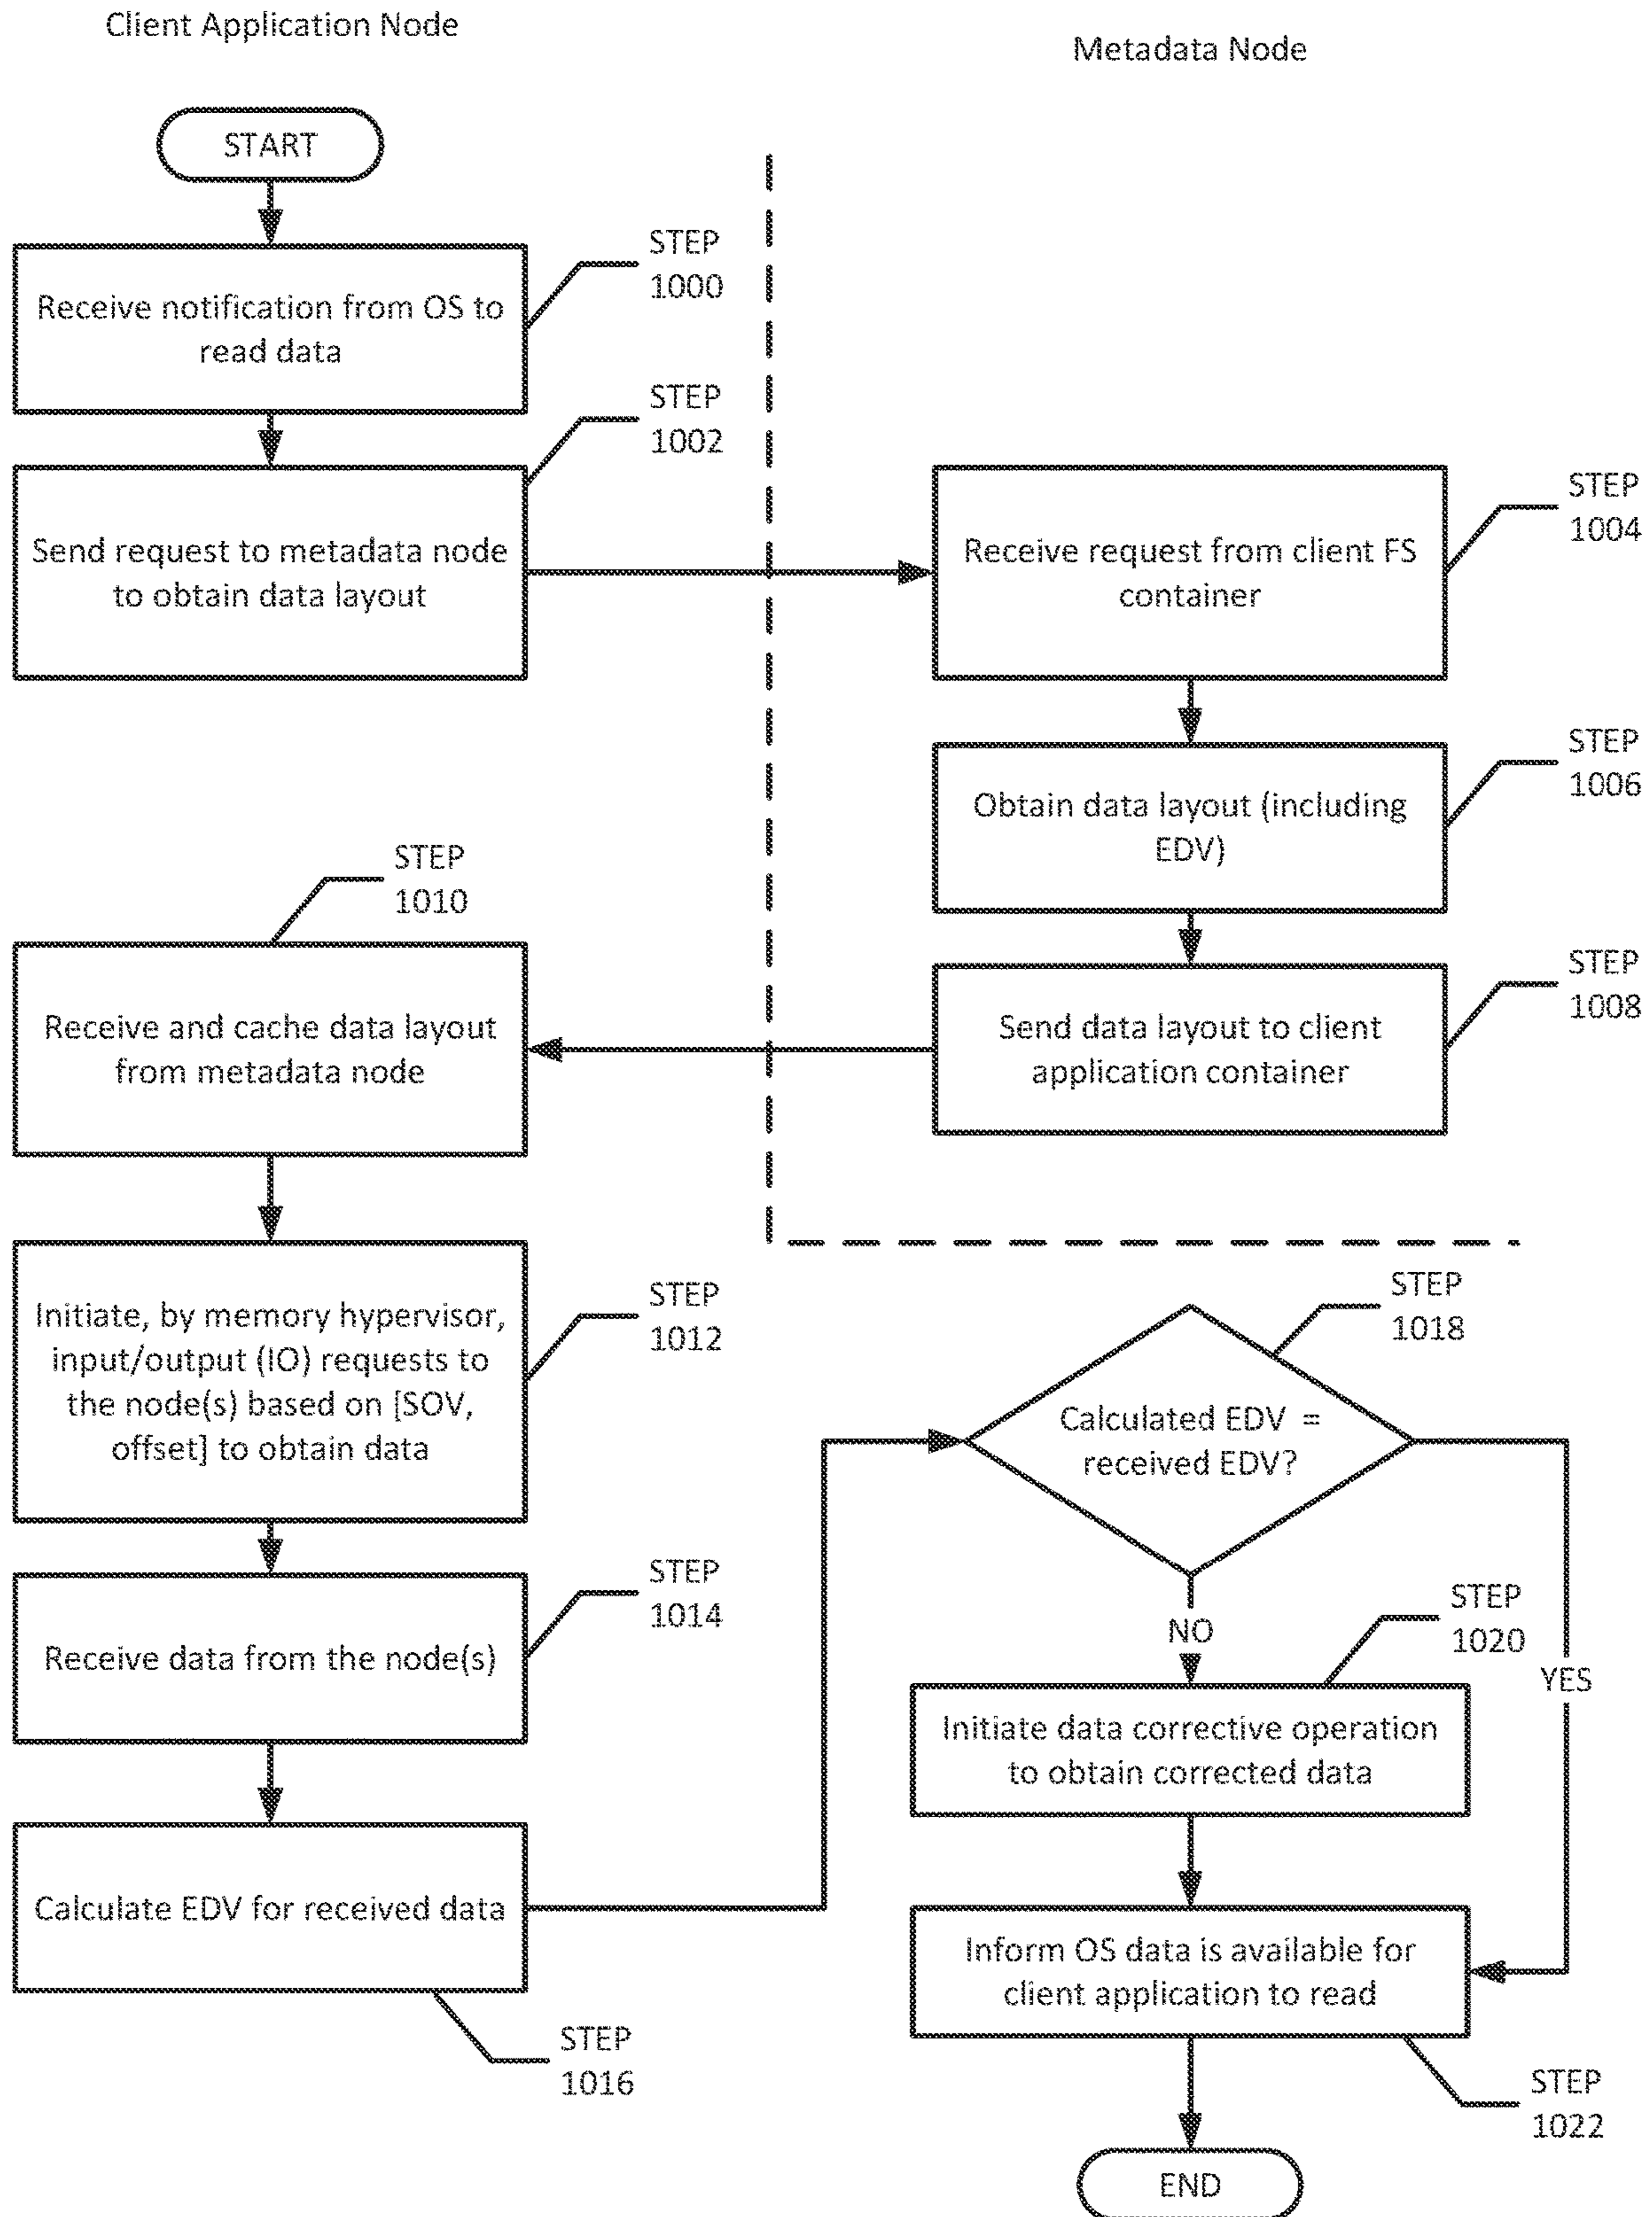 Client Application Node
Metadata Node
START
STEP
1000
Receive notification from OS to
read data
STEP
1002
Send request to metadata node
to obtain data layout
STEP
1004
Receive request from client FS
container
STEP
1006
Obtain data layout (including
EDV)
STEP
1008
Send data layout to client
application container
STEP
1010
Receive and cache data layout
from metadata node
STEP
1012
Initiate, by memory hypervisor,
input/output (IO) requests to
the node(s) based on [SOV,
offset] to obtain data
STEP
1014
Receive data from the node(s)
Calculate EDV for received data
STEP
1016
STEP
1018
Calculated EDV =
received EDV?
NO
YES
STEP
1020
Initiate data corrective operation
to obtain corrected data
Inform OS data is available for
client application to read
STEP
1022
END